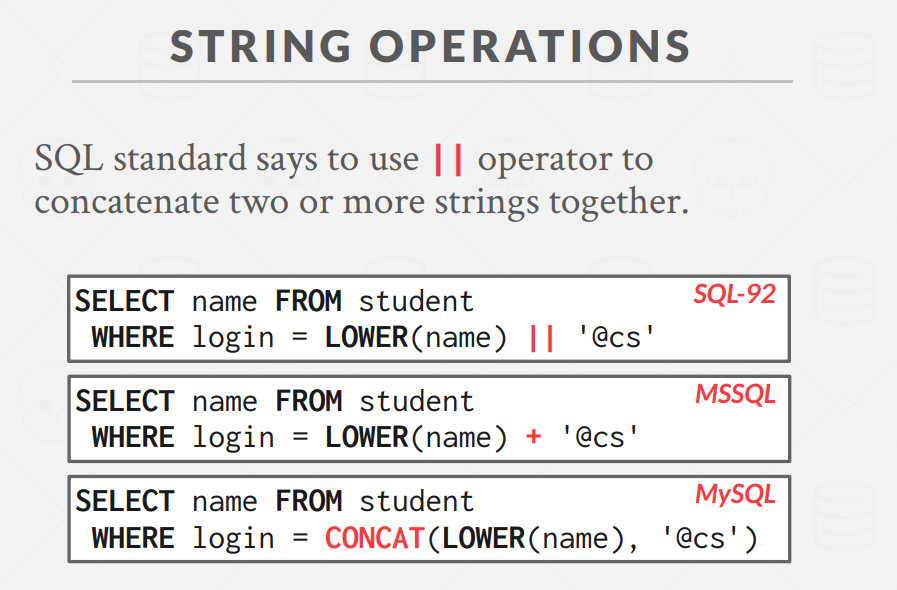 STRING OPERATIONS
SQL standard says to use || operator to
concatenate two or more strings together.
SELECT name FROM student
SQL-92
WHERE login = LOWER(name) || '@cs'
SELECT name FROM student
MSSQL
WHERE login = LOWER(name) + '@cs'
SELECT name FROM student
MySQL
WHERE login = CONCAT(LOWER(name), '@cs')